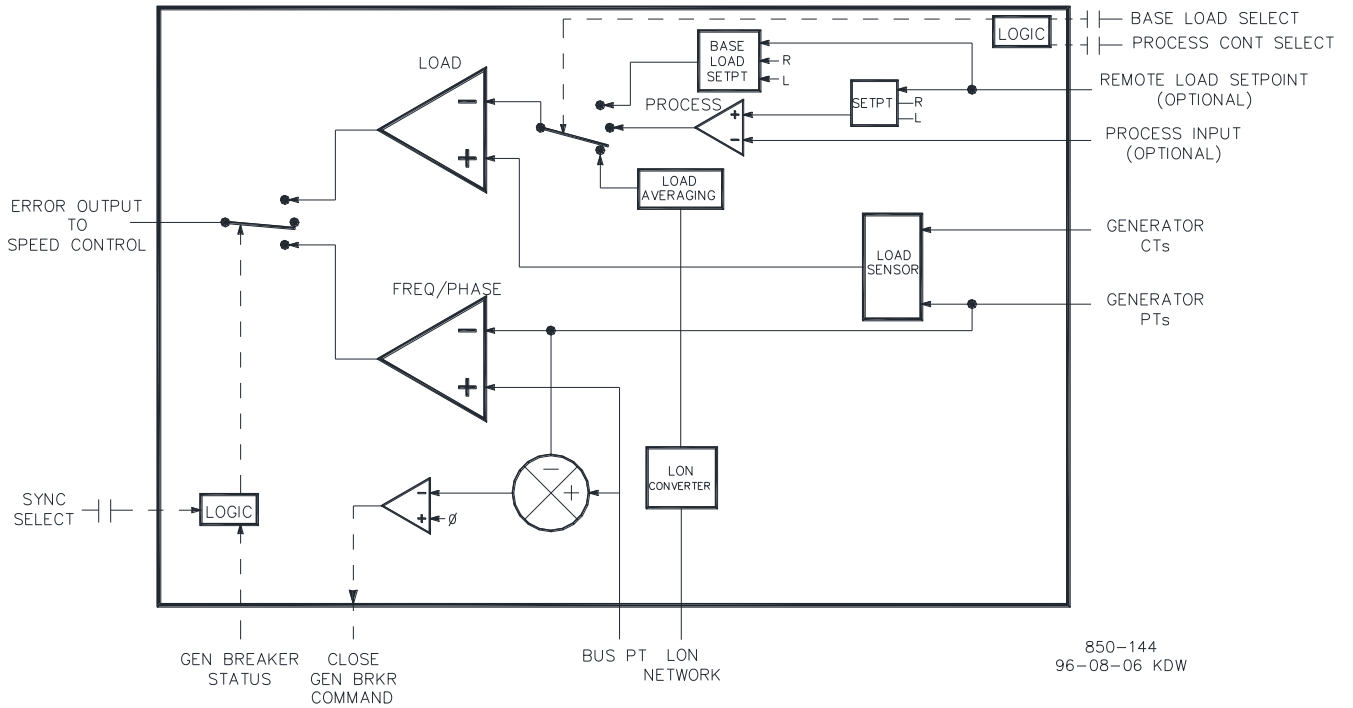 BASE LOAD SELECT
LOGIC
PROCESS CONT SELECT
BASE
LOAD
SETPT
R
L
LOAD
REMOTE LOAD SETPOINT
(OPTIONAL)
SETPT
R
L
PROCESS
+
−
PROCESS INPUT
(OPTIONAL)
−
+
LOAD
AVERAGING
ERROR OUTPUT
TO
SPEED CONTROL
GENERATOR
CTs
LOAD
SENSOR
FREQ/PHASE
GENERATOR
PTs
−
+
LON
CONVERTER
−
+
−
+
Ø
SYNC
SELECT
LOGIC
GEN BREAKER
STATUS
CLOSE
GEN BRKR
COMMAND
BUS PT
LON
NETWORK
850-144
96-08-06 KDW